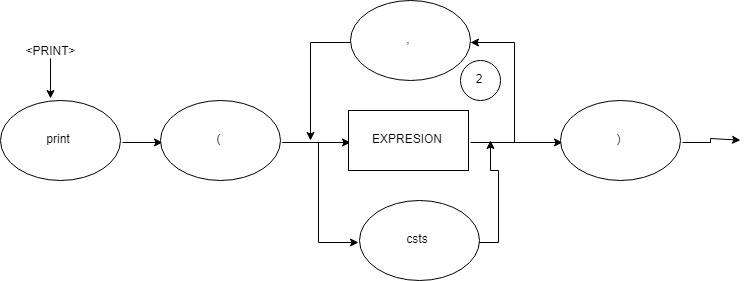 ,
<PRINT>
2
print
(
EXPRESION
)
csts